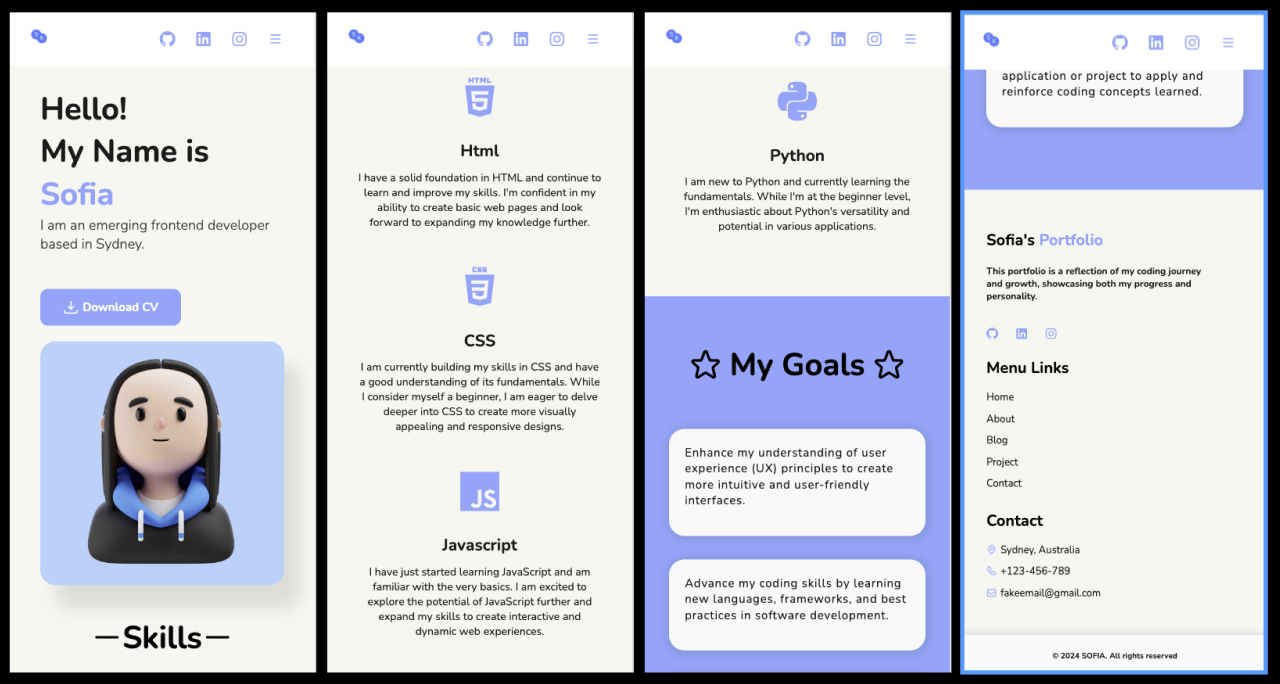 Hello!
My Name is
Sofia
I am an emerging frontend developer
based in Sydney.
Download CV
Skills
HTML
5
Html
I have a solid foundation in HTML and continue to
learn and improve my skills. I'm confident in my
ability to create basic web pages and look
forward to expanding my knowledge further.
CSS
3
CSS
I am currently building my skills in CSS and have
a good understanding of its fundamentals. While
I consider myself a beginner, I am eager to delve
deeper into CSS to create more visually
appealing and responsive designs.
JS
Javascript
I have just started learning JavaScript and am
familiar with the very basics. I am excited to
explore the potential of JavaScript further and
expand my skills to create interactive and
dynamic web experiences.
Python
I am new to Python and currently learning the
fundamentals. While I'm at the beginner level,
I'm enthusiastic about Python's versatility and
potential in various applications.
My Goals
Enhance my understanding of user
experience (UX) principles to create
more intuitive and user-friendly
interfaces.
Advance my coding skills by learning
new languages, frameworks, and best
practices in software development.
application or project to apply and
reinforce coding concepts learned.
Sofia's Portfolio
This portfolio is a reflection of my coding journey
and growth, showcasing both my progress and
personality.
Menu Links
Home
About
Blog
Project
Contact
Contact
Sydney, Australia
+123-456-789
fakeemail@gmail.com
© 2024 SOFIA. All rights reserved